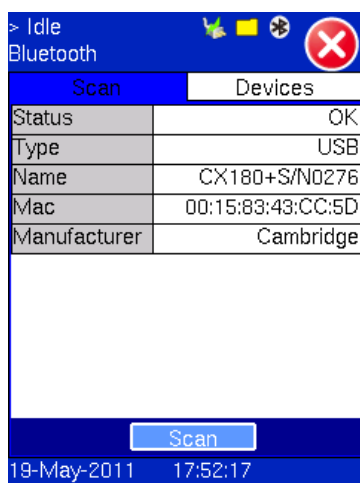 > Idle
Bluetooth
Scan Devices
Status OK
Type USB
Name CX180+S/N0276
Mac 00:15:83:43:CC:5D
Manufacturer Cambridge
Scan
19-May-2011 17:52:17